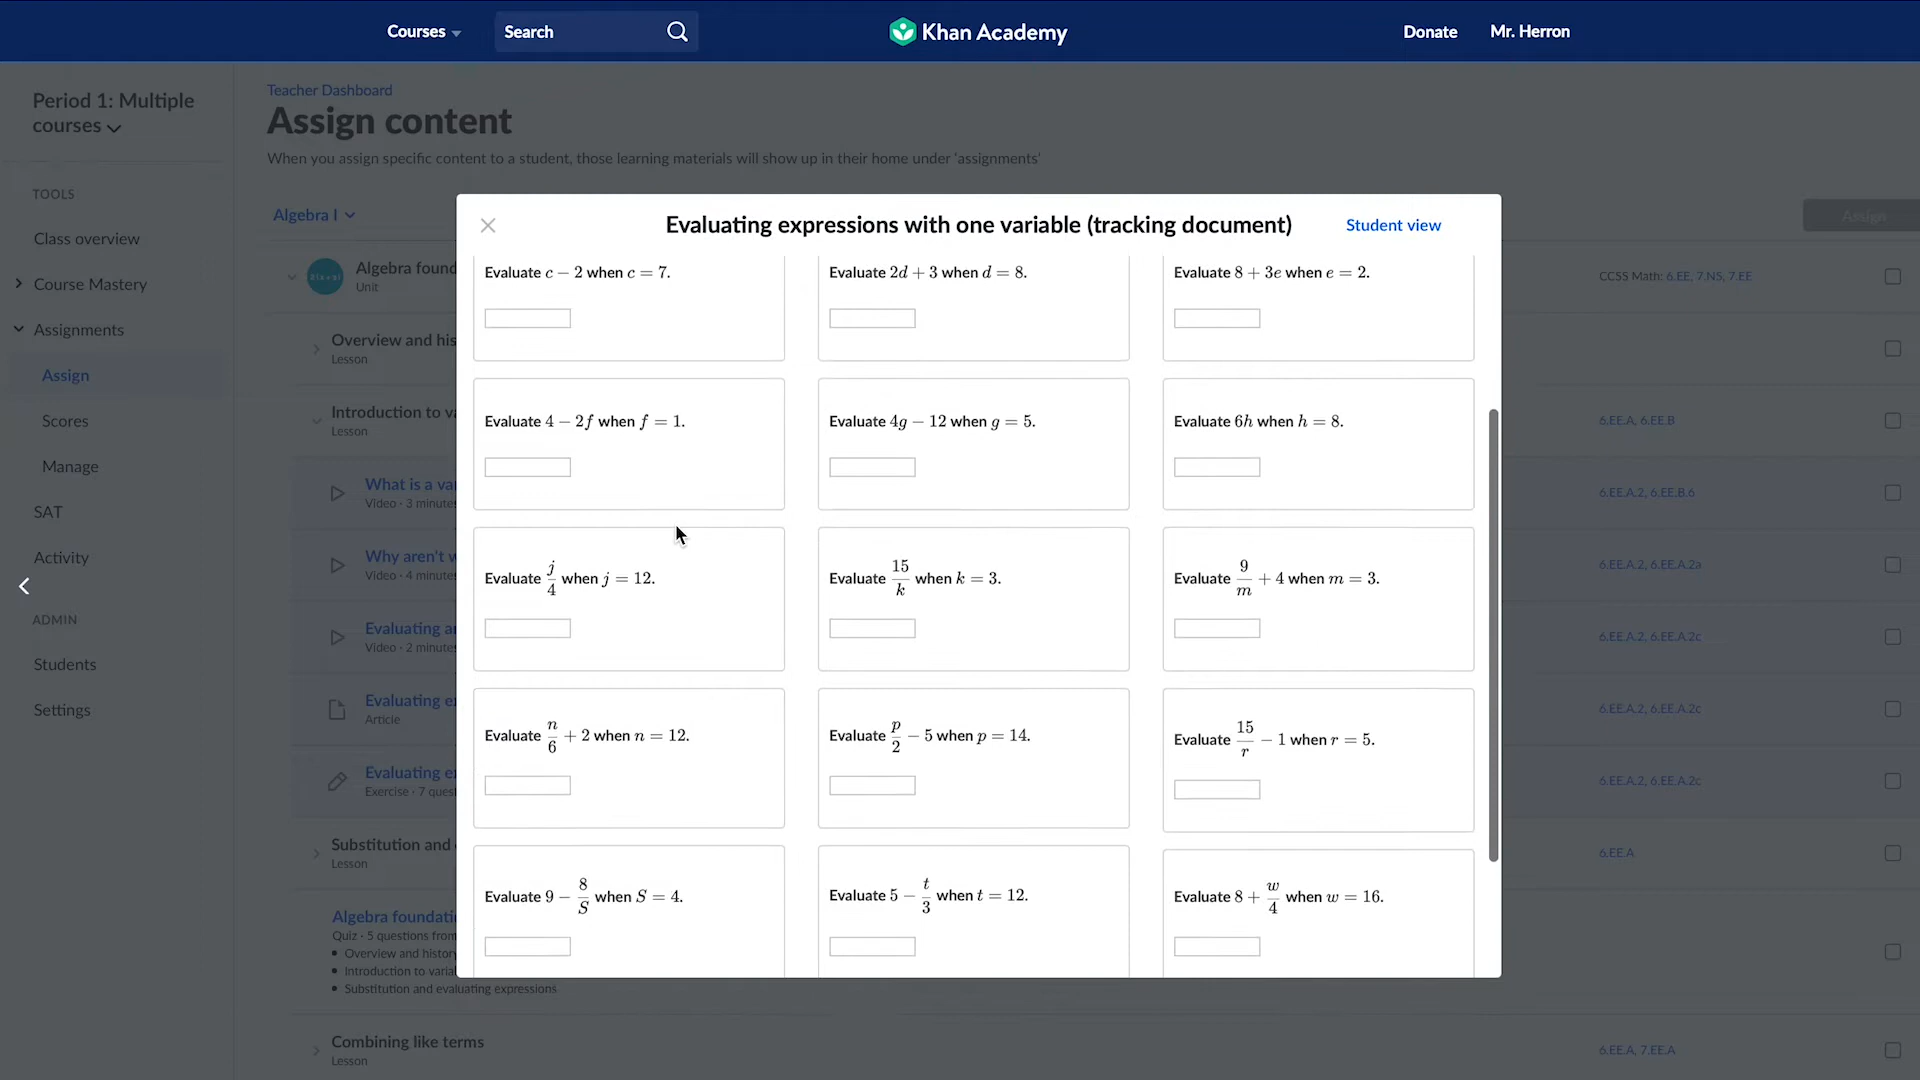 Courses
Search
Khan Academy
Donate
Mr. Herron
Period 1: Multiple
courses
TOOLS
Class overview
Course Mastery
Assignments
Assign
Scores
Manage
SAT
Activity
ADMIN
Students
Settings
Teacher Dashboard
Assign content
When you assign specific content to a student, those learning materials will show up in their home under 'assignments'
Algebra I
Assign
Algebra found
Unit
CCSS Math: 6.EE, 7.NS, 7.EE
Overview and his
Lesson
Introduction to v
Lesson
6.EE.A, 6.EE.B
What is a va
Video · 3 minute
6.EE.A.2, 6.EE.B.6
Why aren't w
Video · 4 minute
6.EE.A.2, 6.EE.A.2a
Evaluating a
Video · 2 minute
6.EE.A.2, 6.EE.A.2c
Evaluating e
Article
6.EE.A.2, 6.EE.A.2c
Evaluating e
Exercise · 7 quest
6.EE.A.2, 6.EE.A.2c
Substitution and
Lesson
6.EE.A
Algebra foundati
Quiz · 5 questions from
Overview and history
Introduction to varia
Substitution and evaluating expressions
Combining like terms
Lesson
6.EE.A, 7.EE.A
Evaluating expressions with one variable (tracking document)
Student view
Evaluate c − 2 when c = 7.
Evaluate 2d + 3 when d = 8.
Evaluate 8 + 3e when e = 2.
Evaluate 4 − 2f when f = 1.
Evaluate 4g − 12 when g = 5.
Evaluate 6h when h = 8.
Evaluate j/4 when j = 12.
Evaluate 15/k when k = 3.
Evaluate 9/m + 4 when m = 3.
Evaluate n/6 + 2 when n = 12.
Evaluate p/2 − 5 when p = 14.
Evaluate 15/r − 1 when r = 5.
Evaluate 9 − 8/S when S = 4.
Evaluate 5 − t/3 when t = 12.
Evaluate 8 + w/4 when w = 16.